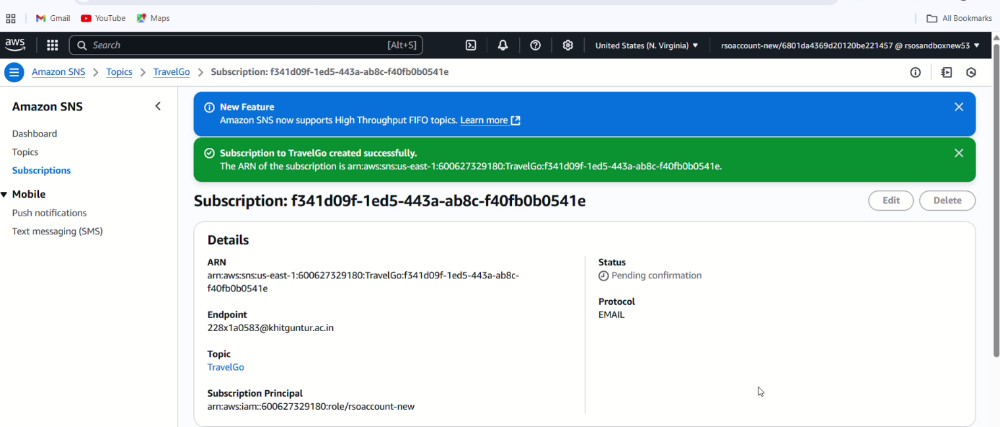 Gmail
YouTube
Maps
All Bookmarks
aws
Search
[Alt+S]
United States (N. Virginia)
rsoaccount-new/6801da4369d20120be221457 @ rsosandboxnew53
Amazon SNS
Topics
TravelGo
Subscription: f341d09f-1ed5-443a-ab8c-f40fb0b0541e
Amazon SNS
Dashboard
Topics
Subscriptions
Mobile
Push notifications
Text messaging (SMS)
New Feature
Amazon SNS now supports High Throughput FIFO topics. Learn more
Subscription to TravelGo created successfully.
The ARN of the subscription is arn:aws:sns:us-east-1:600627329180:TravelGo:f341d09f-1ed5-443a-ab8c-f40fb0b0541e.
Subscription: f341d09f-1ed5-443a-ab8c-f40fb0b0541e
Edit
Delete
Details
ARN
arn:aws:sns:us-east-1:600627329180:TravelGo:f341d09f-1ed5-443a-ab8c-
f40fb0b0541e
Endpoint
228x1a0583@khitguntur.ac.in
Topic
TravelGo
Subscription Principal
arn:aws:iam::600627329180:role/rsoaccount-new
Status
Pending confirmation
Protocol
EMAIL